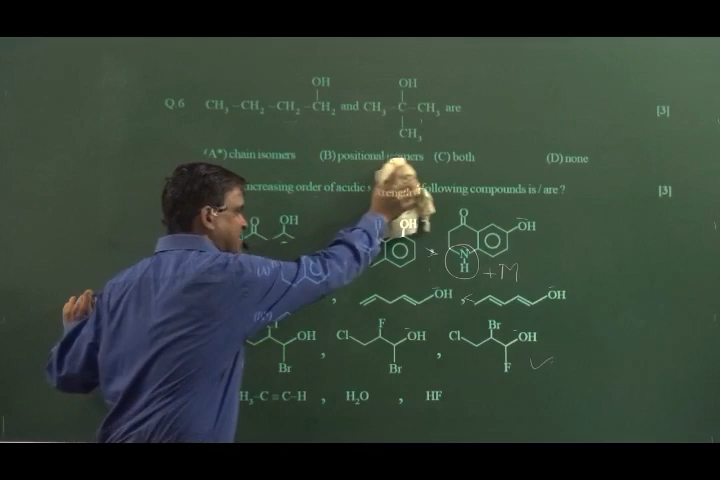 OH OH
Q.6 CH3 –CH2 –CH2 –CH2 and CH3 –C –CH3 are [3]
CH3
(A*) chain isomers (B) positional isomers (C) both (D) none
increasing order of acidic strength following compounds is / are ? [3]
O OH OH > O N H OH +M
(A)
, OH , < OH
OH Br , Cl F OH Br , Cl Br OH F ✓
H3–C ≡ C–H , H2O , HF